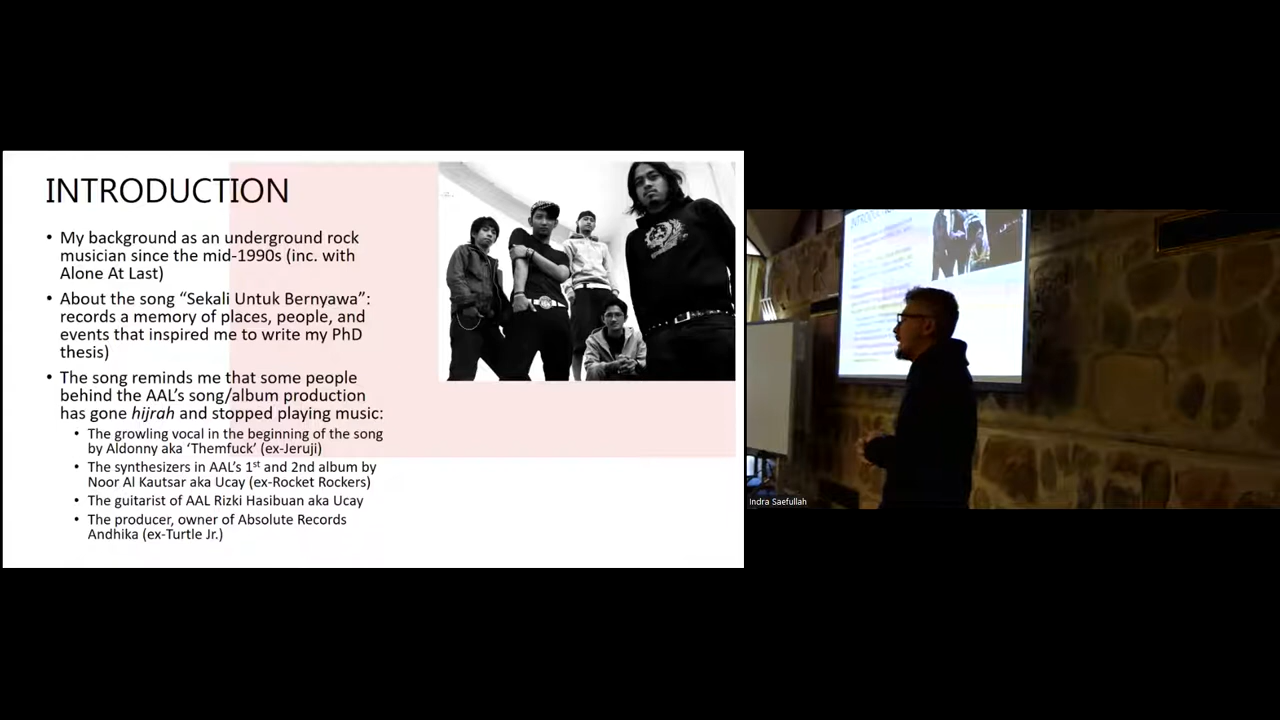 INTRODUCTION
• My background as an underground rock
musician since the mid-1990s (inc. with
Alone At Last)
• About the song “Sekali Untuk Bernyawa”:
records a memory of places, people, and
events that inspired me to write my PhD
thesis)
• The song reminds me that some people
behind the AAL’s song/album production
has gone hijrah and stopped playing music:
• The growling vocal in the beginning of the song
by Aldonny aka ‘Themfuck’ (ex-Jeruji)
• The synthesizers in AAL’s 1st and 2nd album by
Noor Al Kautsar aka Ucay (ex-Rocket Rockers)
• The guitarist of AAL Rizki Hasibuan aka Ucay
• The producer, owner of Absolute Records
Andhika (ex-Turtle Jr.)
Indra Saefullah